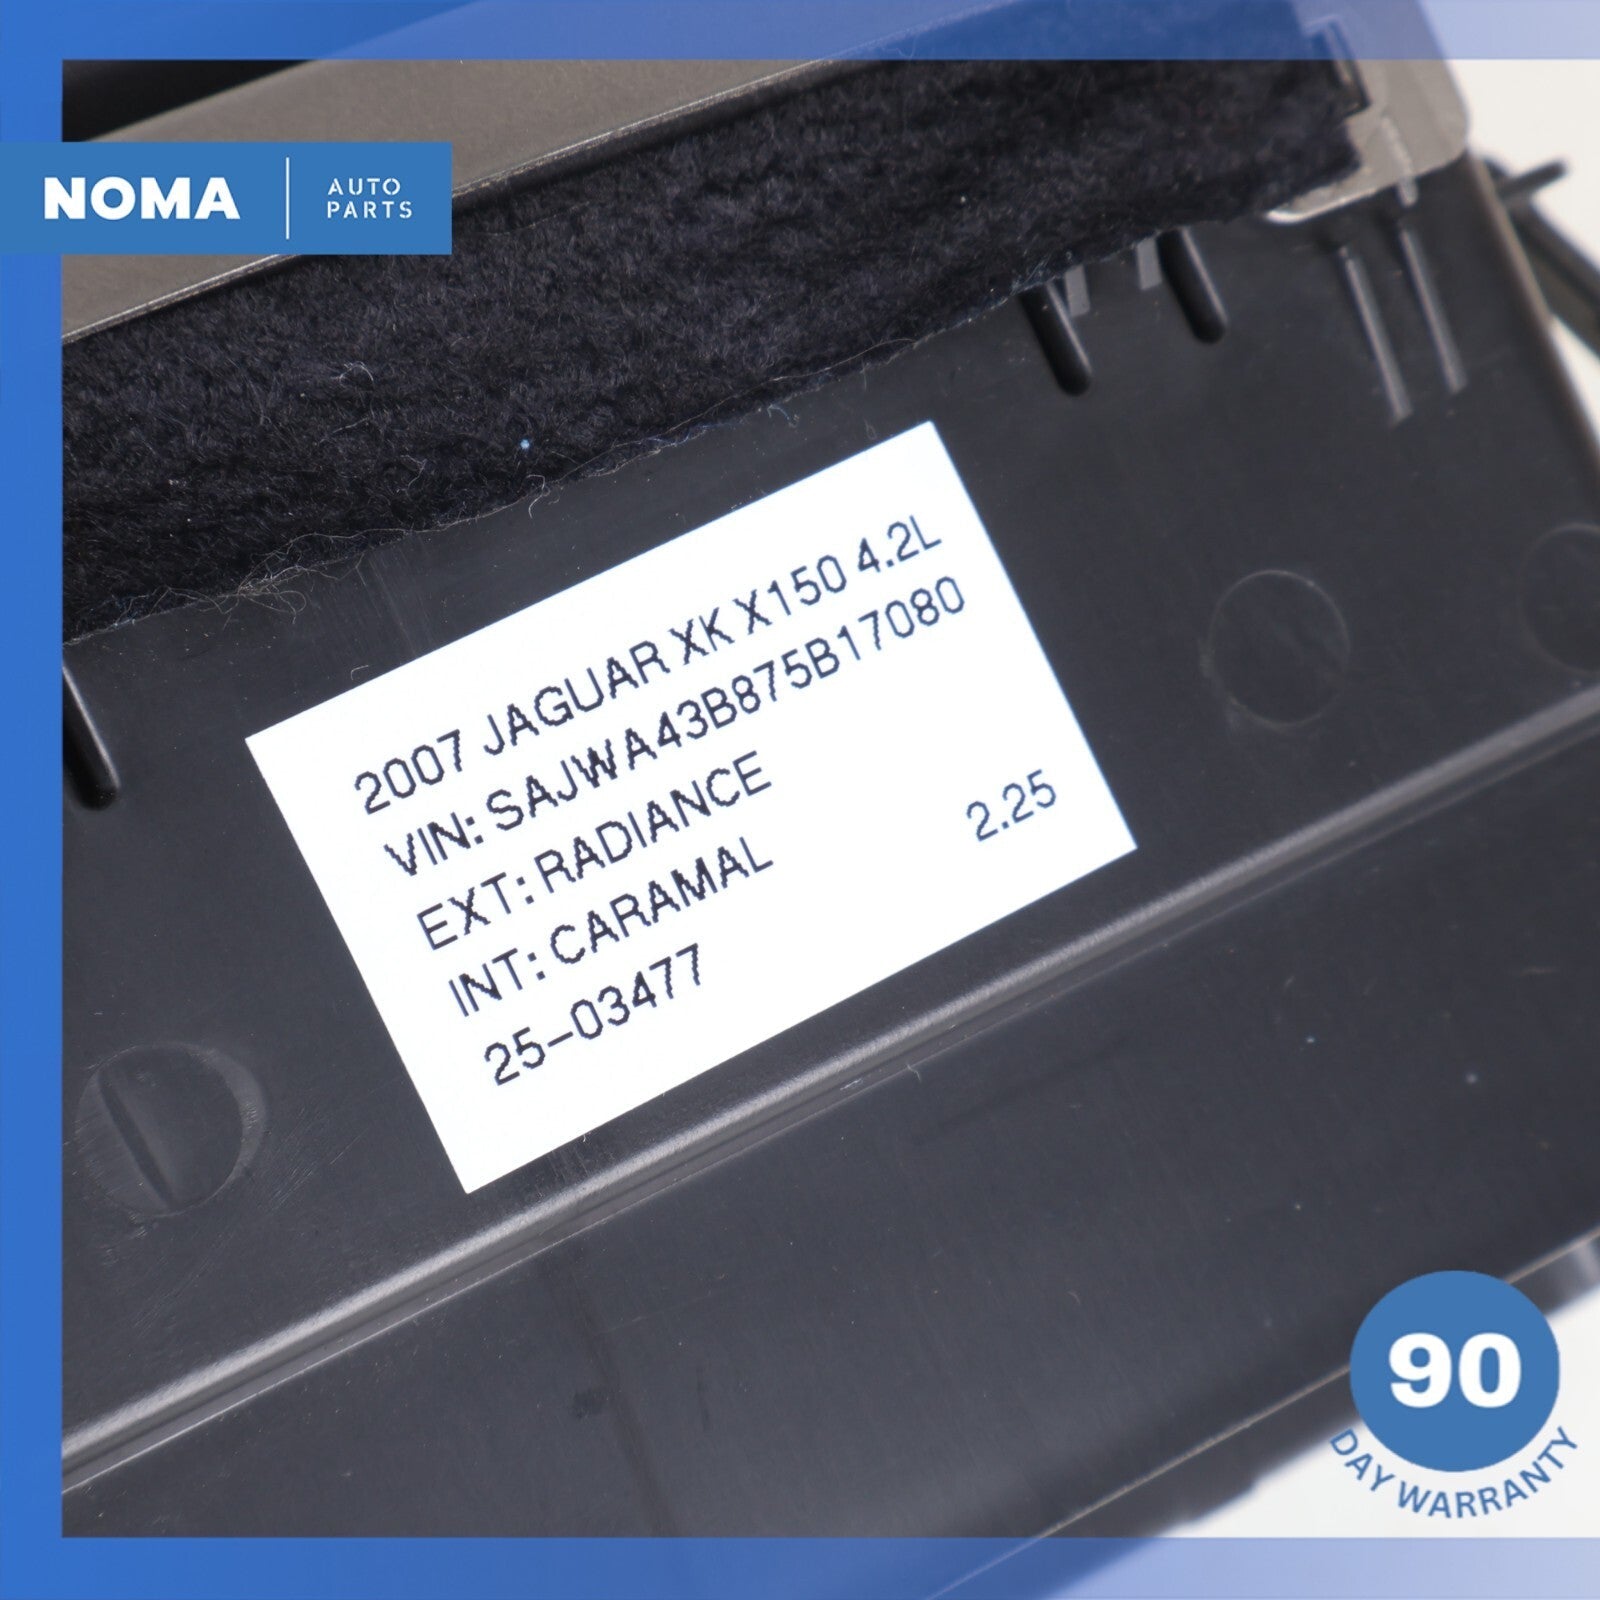 NOMA
AUTO
PARTS
2007 JAGUAR XK X150 4.2L
VIN: SAJWA43B875B17080
EXT: RADIANCE
INT: CARAMAL
2.25
25-03477
90
DAY WARRANTY